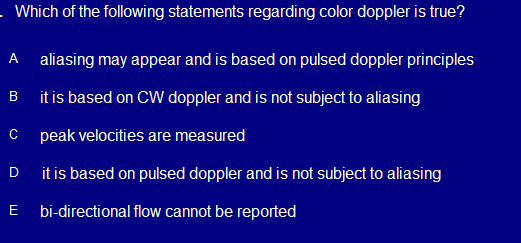 . Which of the following statements regarding color doppler is true?
A aliasing may appear and is based on pulsed doppler principles
B it is based on CW doppler and is not subject to aliasing
C peak velocities are measured
D it is based on pulsed doppler and is not subject to aliasing
E bi-directional flow cannot be reported